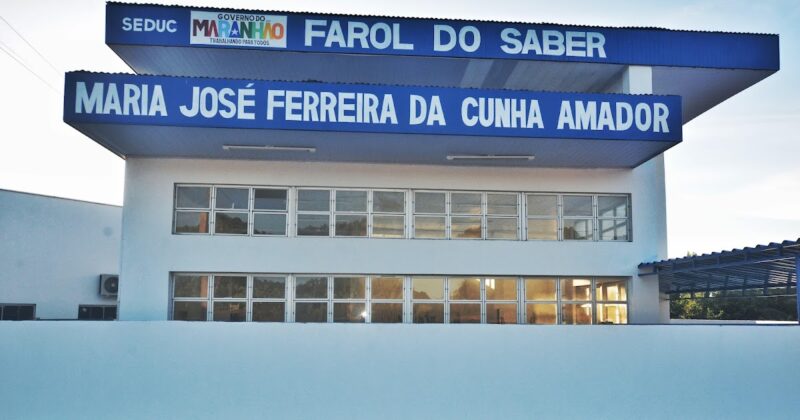 SEDUC
GOVERNO DO
MARANHÃO
TRABALHANDO PARA TODOS
FAROL DO SABER
MARIA JOSÉ FERREIRA DA CUNHA AMADOR